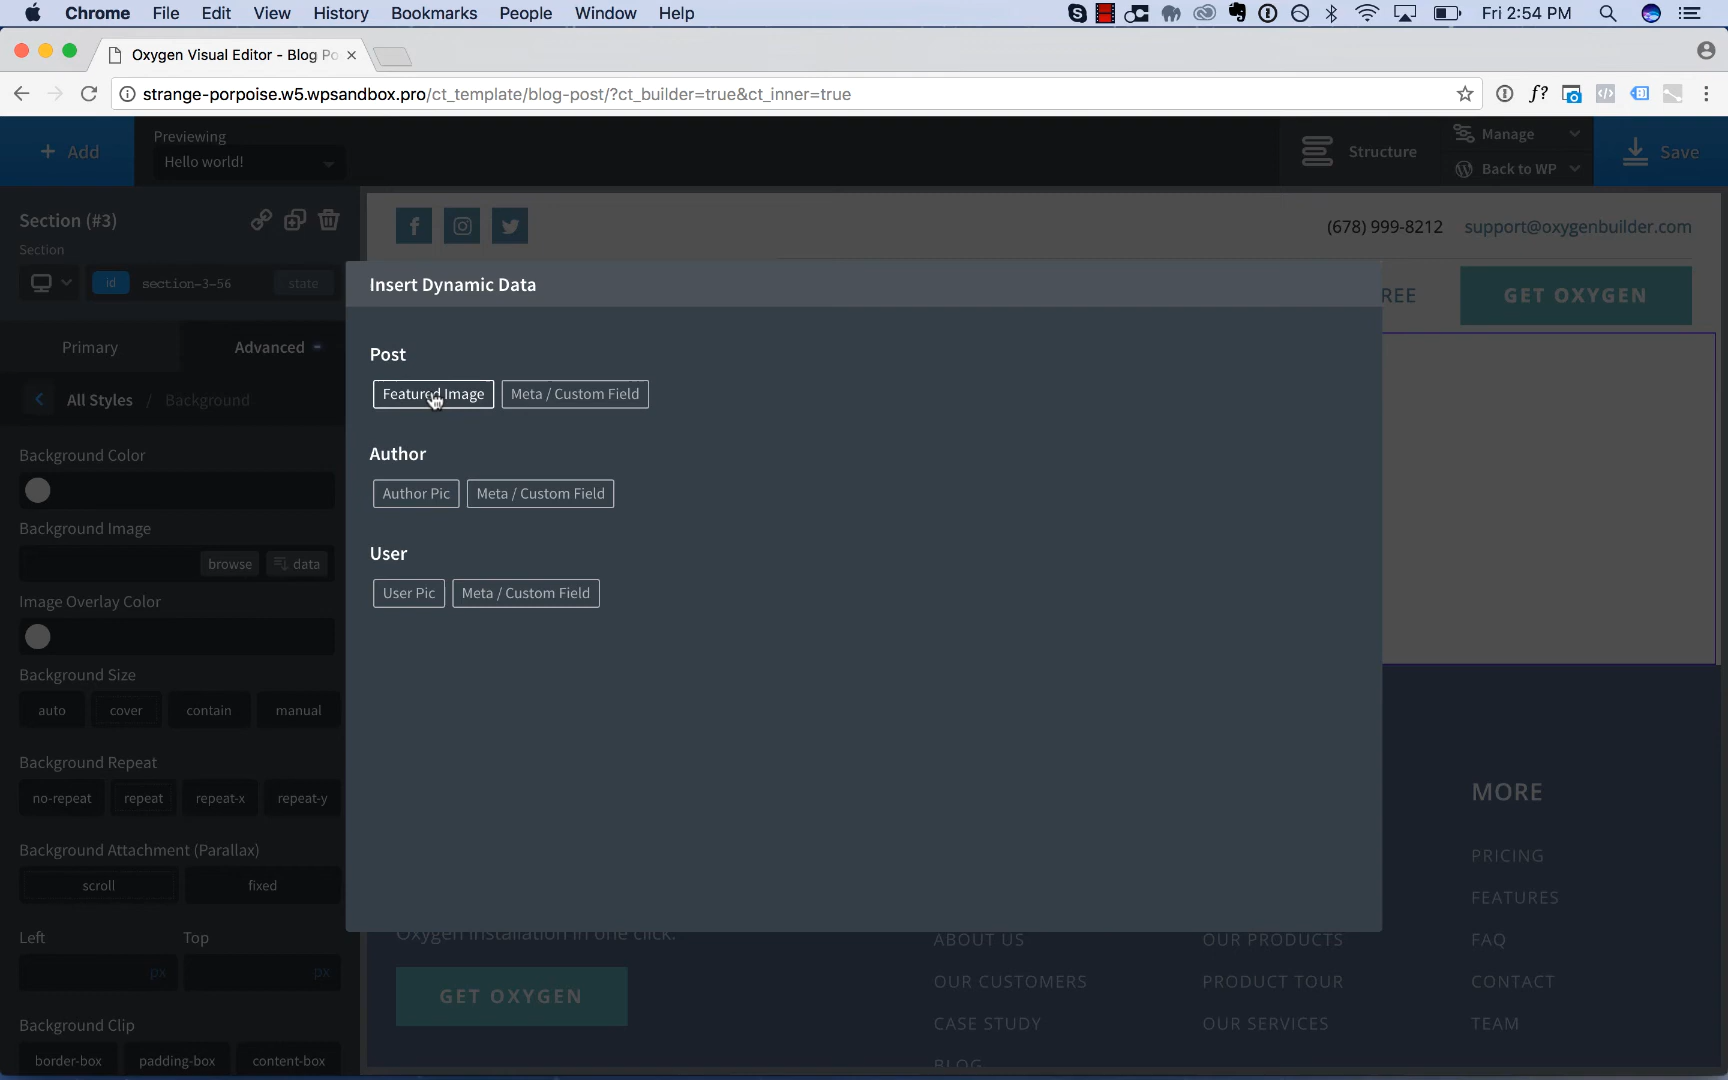 Chrome File Edit View History Bookmarks People Window Help
Fri 2:54 PM
Oxygen Visual Editor - Blog Po
strange-porpoise.w5.wpsandbox.pro/ct_template/blog-post/?ct_builder=true&ct_inner=true
f?
+ Add
Previewing
Hello world!
Structure
Manage
Back to WP
Save
Section (#3)
Section
id section-3-56 state
Primary Advanced
All Styles / Background
Background Color
Background Image
browse data
Image Overlay Color
Background Size
auto cover contain manual
Background Repeat
no-repeat repeat repeat-x repeat-y
Background Attachment (Parallax)
scroll fixed
Left Top
px px
Background Clip
border-box padding-box content-box
(678) 999-8212 support@oxygenbuilder.com
REE GET OXYGEN
Insert Dynamic Data
Post
Featured Image Meta / Custom Field
Author
Author Pic Meta / Custom Field
User
User Pic Meta / Custom Field
Oxygen installation in one click.
GET OXYGEN
ABOUT US
OUR CUSTOMERS
CASE STUDY
BLOG
OUR PRODUCTS
PRODUCT TOUR
OUR SERVICES
MORE
PRICING
FEATURES
FAQ
CONTACT
TEAM